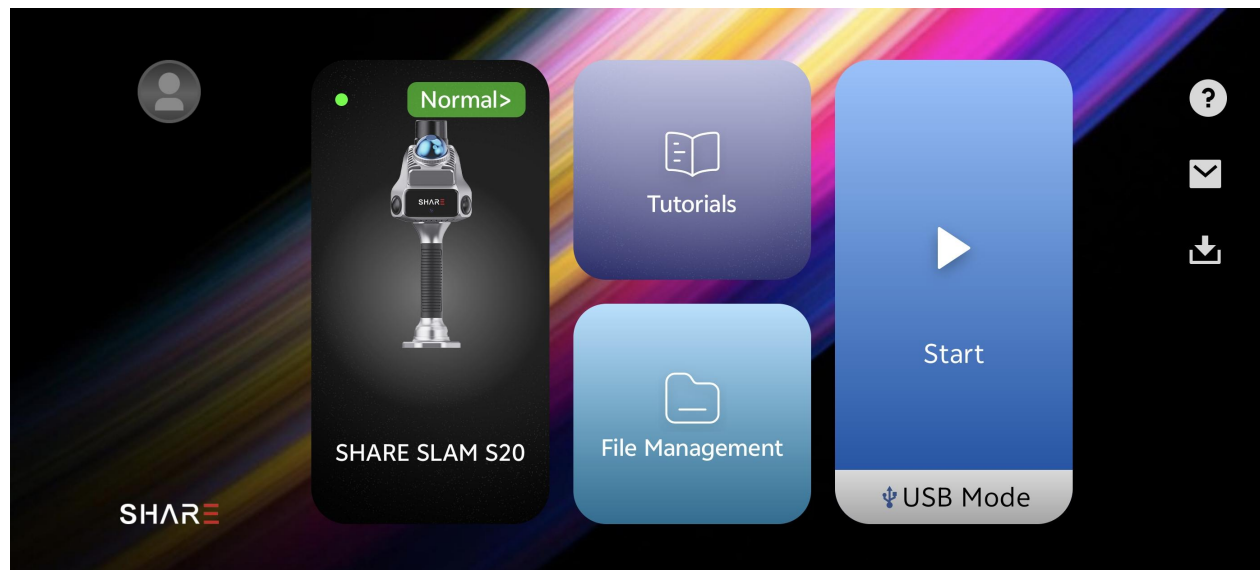 Normal>
SHARE
SHARE SLAM S20
Tutorials
File Management
Start
USB Mode
?
SHARE